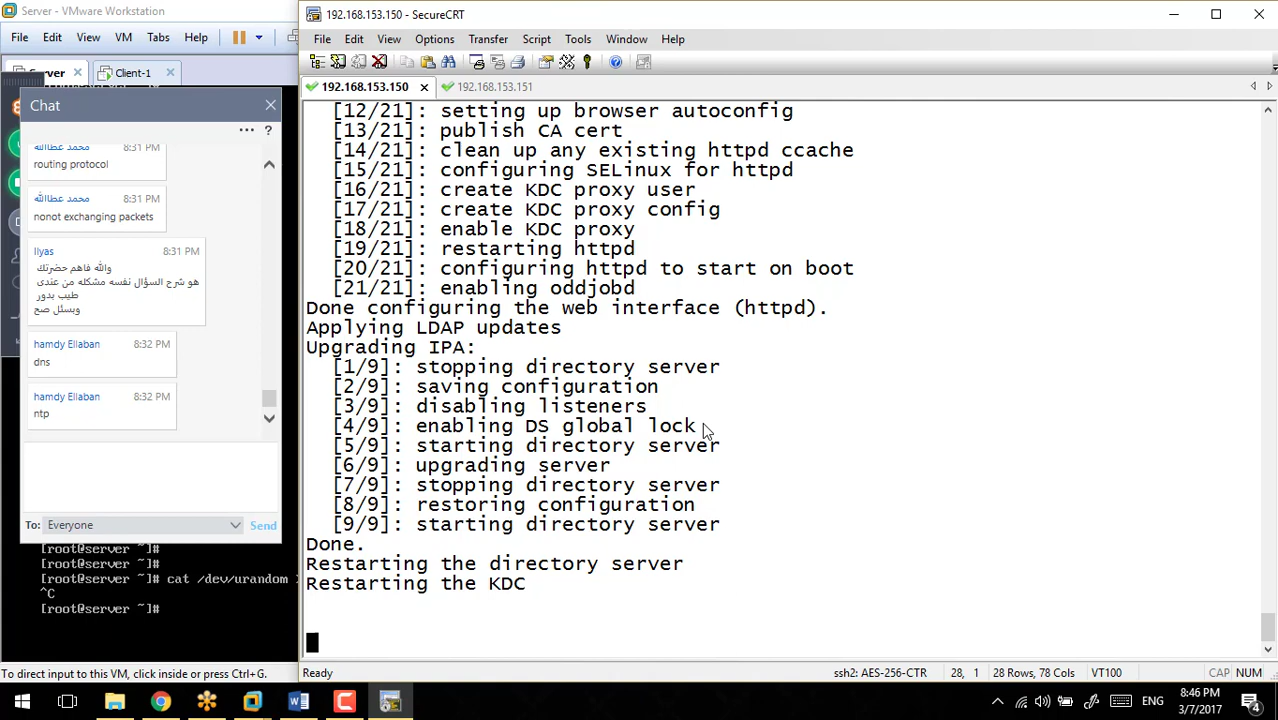 Server - VMware Workstation
File Edit View VM Tabs Help
Server
Client-1
Chat
محمد عطاالله 8:31 PM
routing protocol
محمد عطاالله 8:31 PM
nonot exchanging packets
Ilyas 8:31 PM
والله فاهم حضرتك
هو شرح السؤال نفسه مشكله من عندى
طيب بدور
وبسئل صح
hamdy Ellaban 8:32 PM
dns
hamdy Ellaban 8:32 PM
ntp
To: Everyone Send
[root@server ~]#
[root@server ~]#
[root@server ~]# cat /dev/urandom
^C
[root@server ~]#
To direct input to this VM, click inside or press Ctrl+G.
192.168.153.150 - SecureCRT
File Edit View Options Transfer Script Tools Window Help
192.168.153.150
192.168.153.151
[12/21]: setting up browser autoconfig
[13/21]: publish CA cert
[14/21]: clean up any existing httpd ccache
[15/21]: configuring SELinux for httpd
[16/21]: create KDC proxy user
[17/21]: create KDC proxy config
[18/21]: enable KDC proxy
[19/21]: restarting httpd
[20/21]: configuring httpd to start on boot
[21/21]: enabling oddjobd
Done configuring the web interface (httpd).
Applying LDAP updates
Upgrading IPA:
[1/9]: stopping directory server
[2/9]: saving configuration
[3/9]: disabling listeners
[4/9]: enabling DS global lock
[5/9]: starting directory server
[6/9]: upgrading server
[7/9]: stopping directory server
[8/9]: restoring configuration
[9/9]: starting directory server
Done.
Restarting the directory server
Restarting the KDC
Ready ssh2: AES-256-CTR 28, 1 28 Rows, 78 Cols VT100 CAP NUM
ENG
8:46 PM
3/7/2017
4